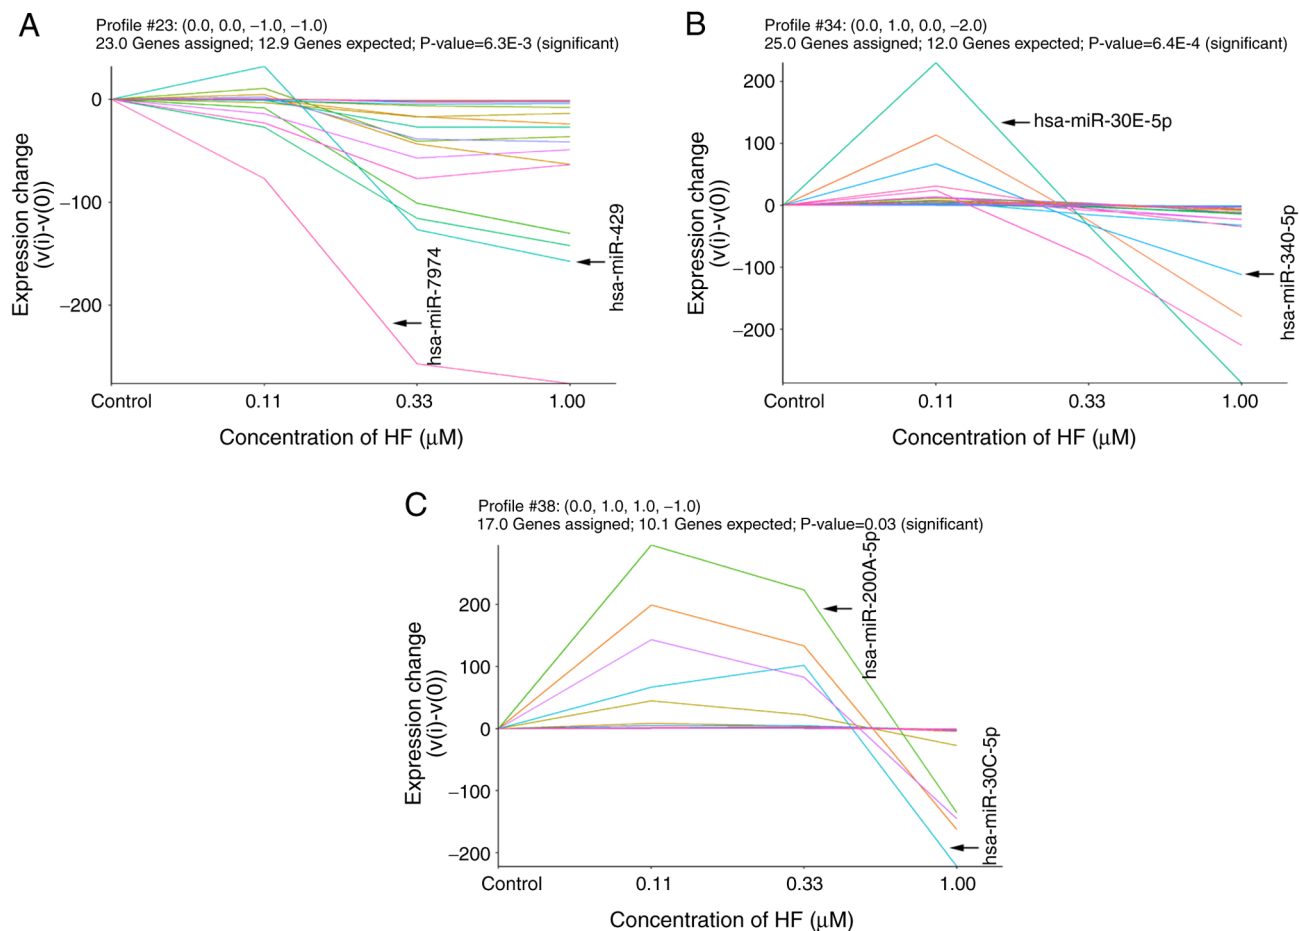 A
Profile #23: (0.0, 0.0, −1.0, −1.0)
23.0 Genes assigned; 12.9 Genes expected; P-value=6.3E-3 (significant)
Expression change
(v(i)-v(0))
0
−100
−200
hsa-miR-7974
hsa-miR-429
Control
0.11
0.33
1.00
Concentration of HF (μM)
B
Profile #34: (0.0, 1.0, 0.0, −2.0)
25.0 Genes assigned; 12.0 Genes expected; P-value=6.4E-4 (significant)
Expression change
(v(i)-v(0))
200
100
0
−100
−200
hsa-miR-30E-5p
hsa-miR-340-5p
Control
0.11
0.33
1.00
Concentration of HF (μM)
C
Profile #38: (0.0, 1.0, 1.0, −1.0)
17.0 Genes assigned; 10.1 Genes expected; P-value=0.03 (significant)
Expression change
(v(i)-v(0))
200
100
0
−100
−200
hsa-miR-200A-5p
hsa-miR-30C-5p
Control
0.11
0.33
1.00
Concentration of HF (μM)